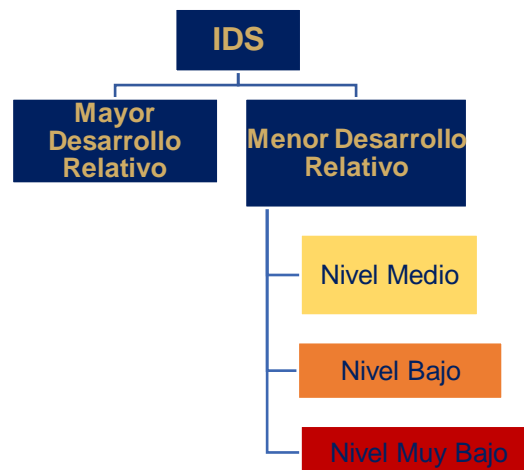 IDS
Mayor
Desarrollo
Relativo
Menor Desarrollo
Relativo
Nivel Medio
Nivel Bajo
Nivel Muy Bajo